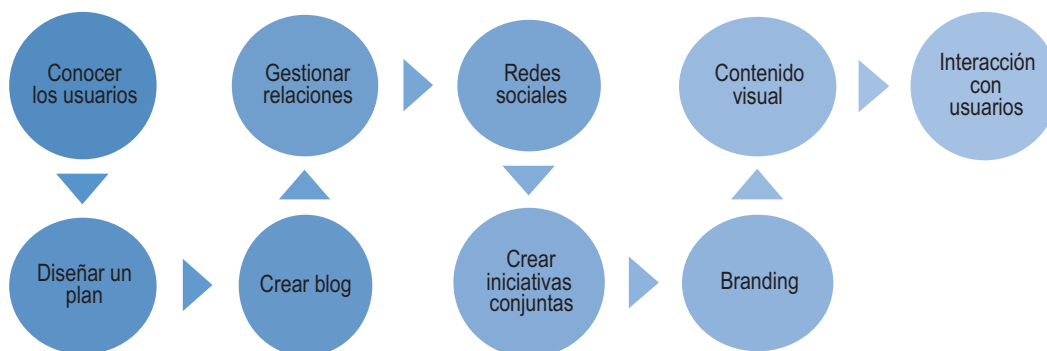 Conocer
los usuarios
Diseñar un
plan
Crear blog
Gestionar
relaciones
Redes
sociales
Crear
iniciativas
conjuntas
Branding
Contenido
visual
Interacción
con
usuarios